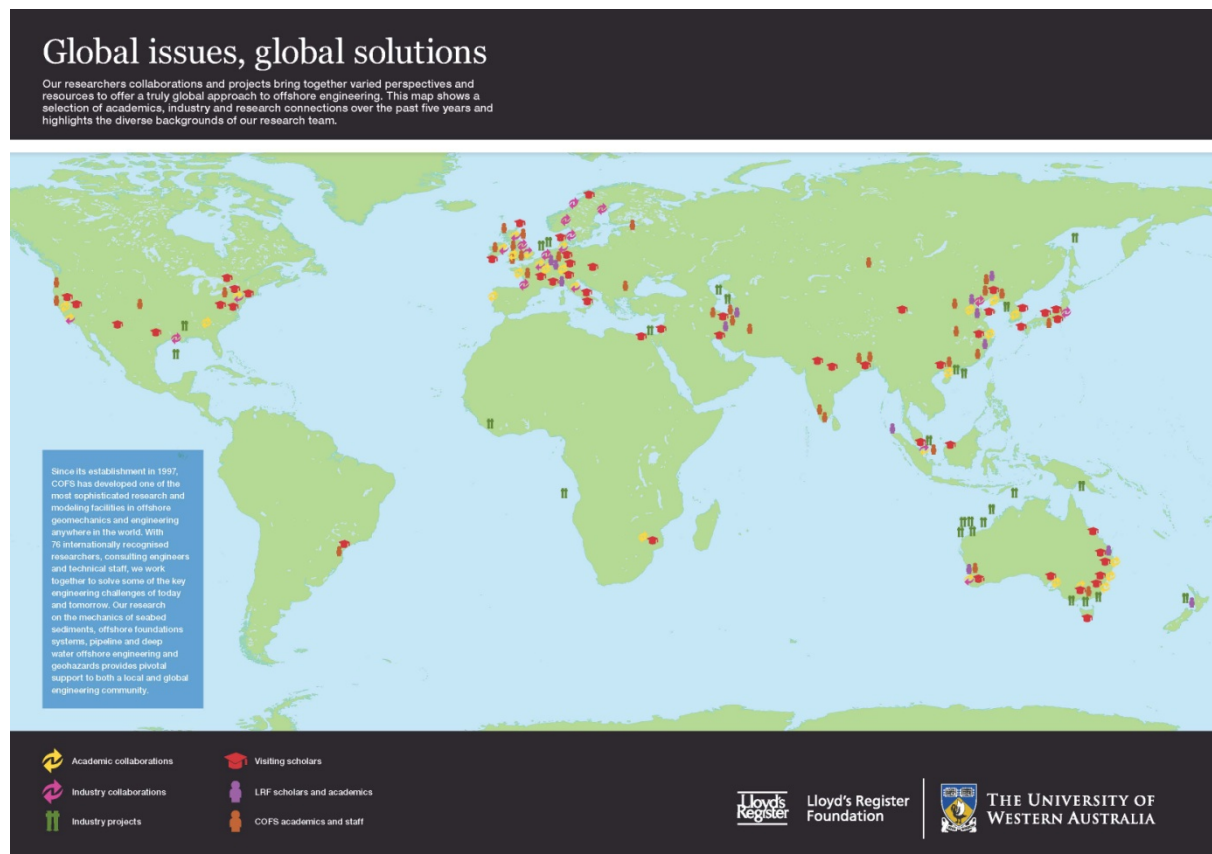 Global issues, global solutions
Our researchers collaborations and projects bring together varied perspectives and
resources to offer a truly global approach to offshore engineering. This map shows a
selection of academics, industry and research connections over the past five years and
highlights the diverse backgrounds of our research team.
Since its establishment in 1997,
COFS has developed one of the
most sophisticated research and
modeling facilities in offshore
geomechanics and engineering
anywhere in the world. With
76 internationally recognised
researchers, consulting engineers
and technical staff, we work
together to solve some of the key
engineering challenges of today
and tomorrow. Our research
on the mechanics of seabed
sediments, offshore foundations
systems, pipeline and deep
water offshore engineering and
geohazards provides pivotal
support to both a local and global
engineering community.
Academic collaborations
Industry collaborations
Industry projects
Visiting scholars
LRF scholars and academics
COFS academics and staff
Lloyd's
Register
Lloyd's Register
Foundation
THE UNIVERSITY OF
WESTERN AUSTRALIA